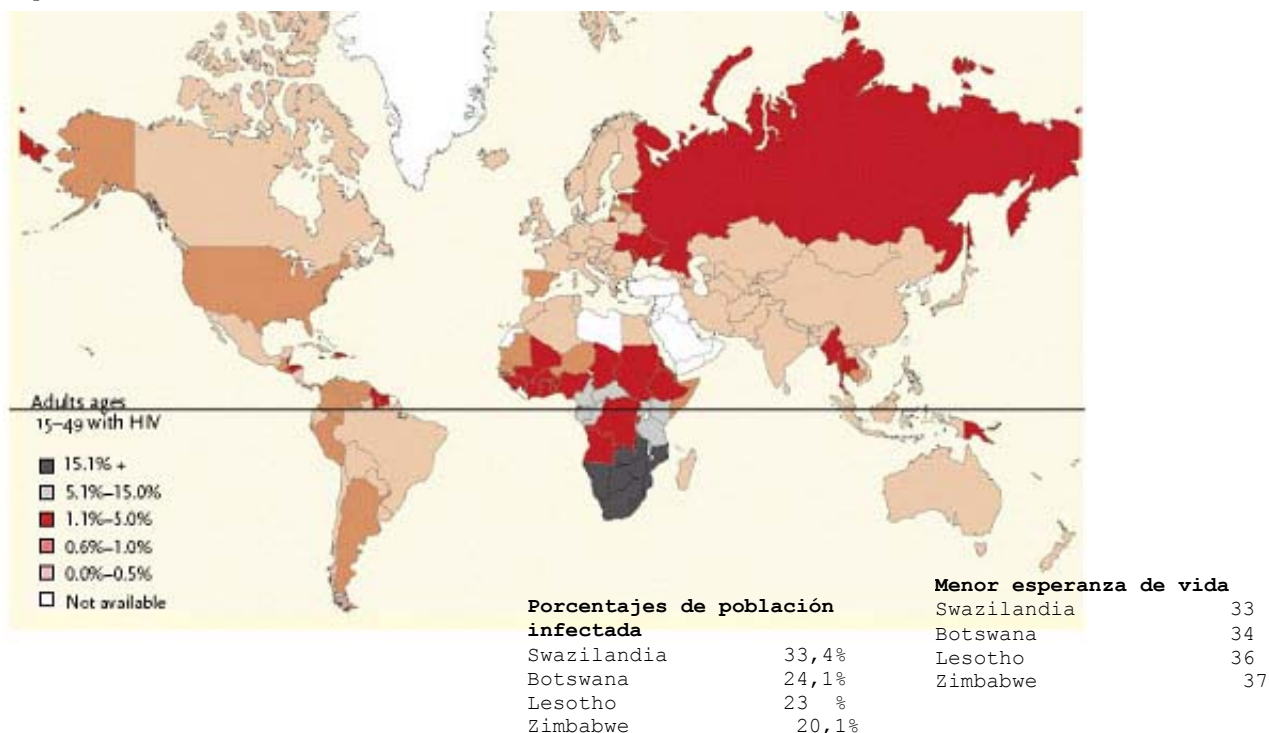 Adults ages
15–49 with HIV
15.1% +
5.1%–15.0%
1.1%–5.0%
0.6%–1.0%
0.0%–0.5%
Not available
Porcentajes de población
infectada
Swazilandia 33,4%
Botswana 24,1%
Lesotho 23 %
Zimbabwe 20,1%
Menor esperanza de vida
Swazilandia 33
Botswana 34
Lesotho 36
Zimbabwe 37